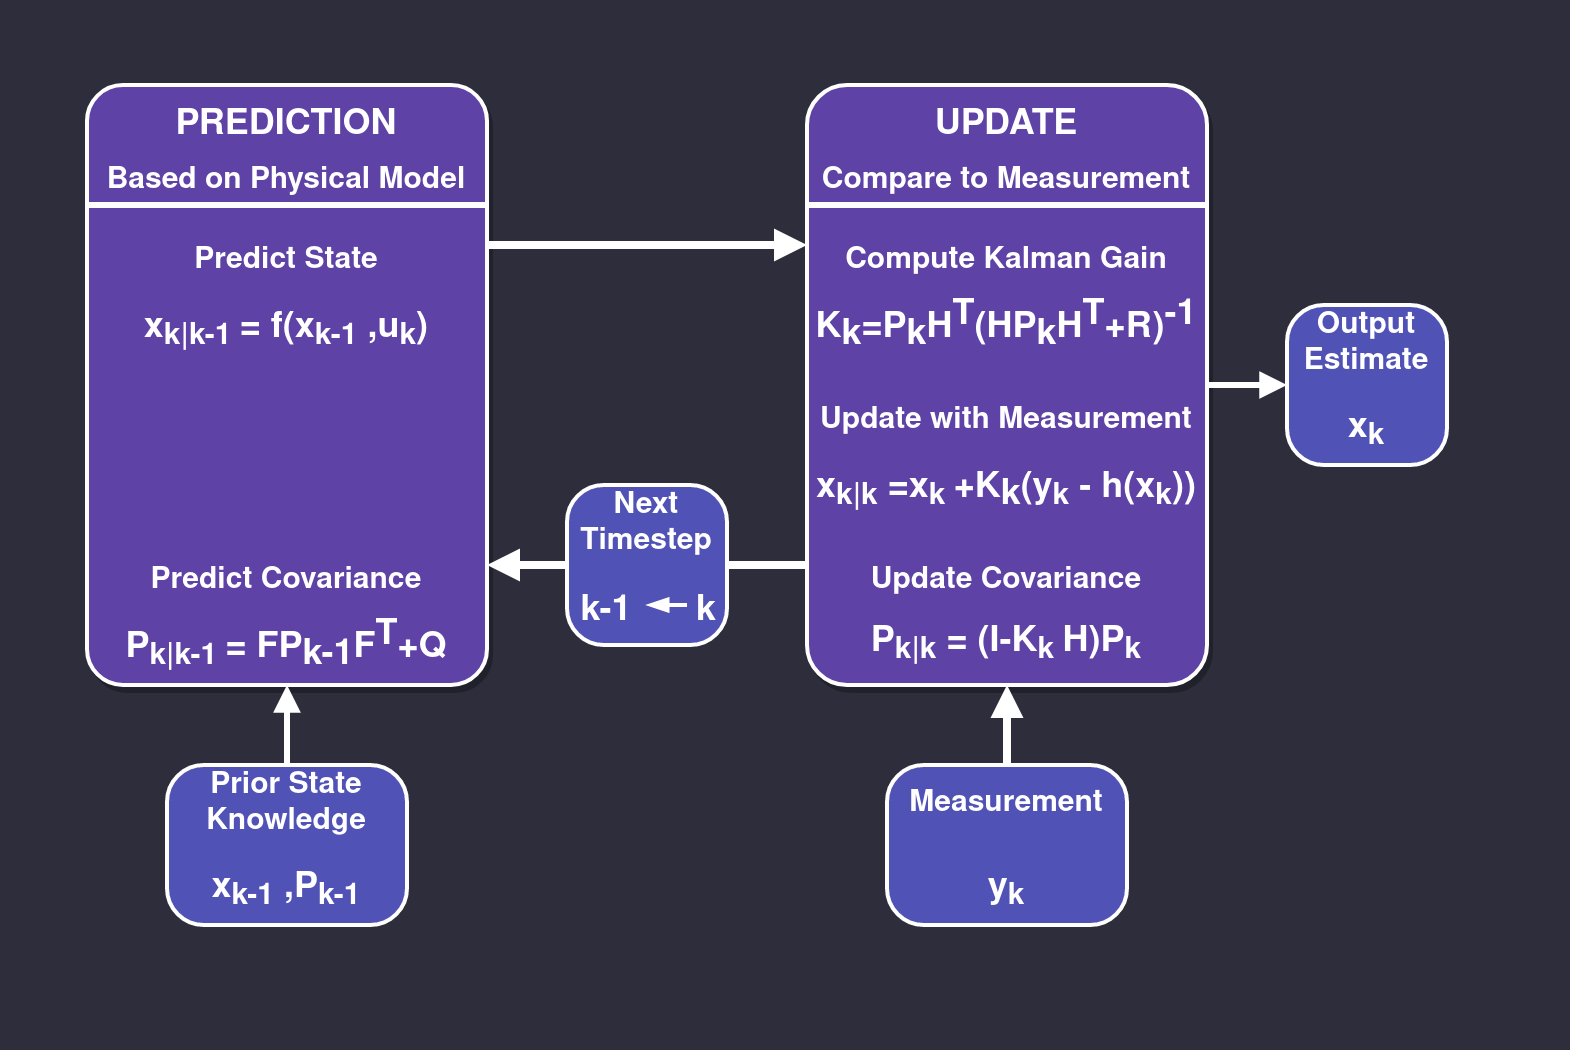 PREDICTION
Based on Physical Model
Predict State
x_{k|k-1} = f(x_{k-1} ,u_k)
Predict Covariance
P_{k|k-1} = FP_{k-1}F^T+Q
Prior State
Knowledge
x_{k-1} ,P_{k-1}
Next
Timestep
k-1 ← k
UPDATE
Compare to Measurement
Compute Kalman Gain
K_k=P_kH^T(HP_kH^T+R)^{-1}
Update with Measurement
x_{k|k} =x_k +K_k(y_k - h(x_k))
Update Covariance
P_{k|k} = (I-K_k H)P_k
Measurement
y_k
Output
Estimate
x_k